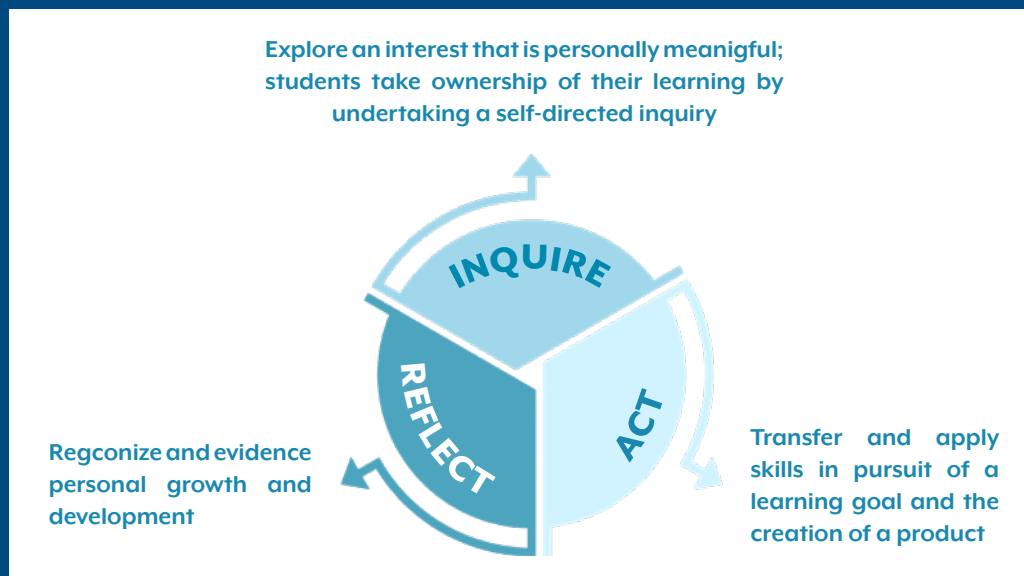 Explore an interest that is personally meanigful;
students take ownership of their learning by
undertaking a self-directed inquiry
INQUIRE
REFLECT
ACT
Regconize and evidence
personal growth and
development
Transfer and apply
skills in pursuit of a
learning goal and the
creation of a product